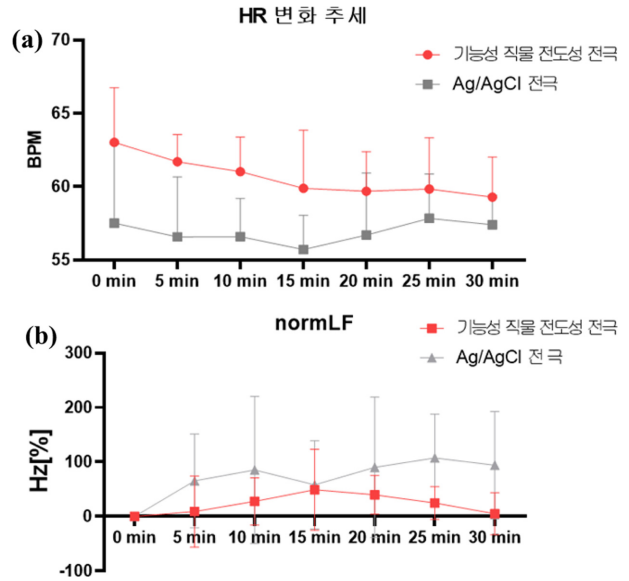 HR 변화 추세
(a)
70
65
60
55
BPM
기능성 직물 전도성 전극
Ag/AgCl 전극
0 min 5 min 10 min 15 min 20 min 25 min 30 min
normLF
(b)
300
200
100
0
-100
Hz[%]
기능성 직물 전도성 전극
Ag/AgCl 전극
0 min 5 min 10 min 15 min 20 min 25 min 30 min